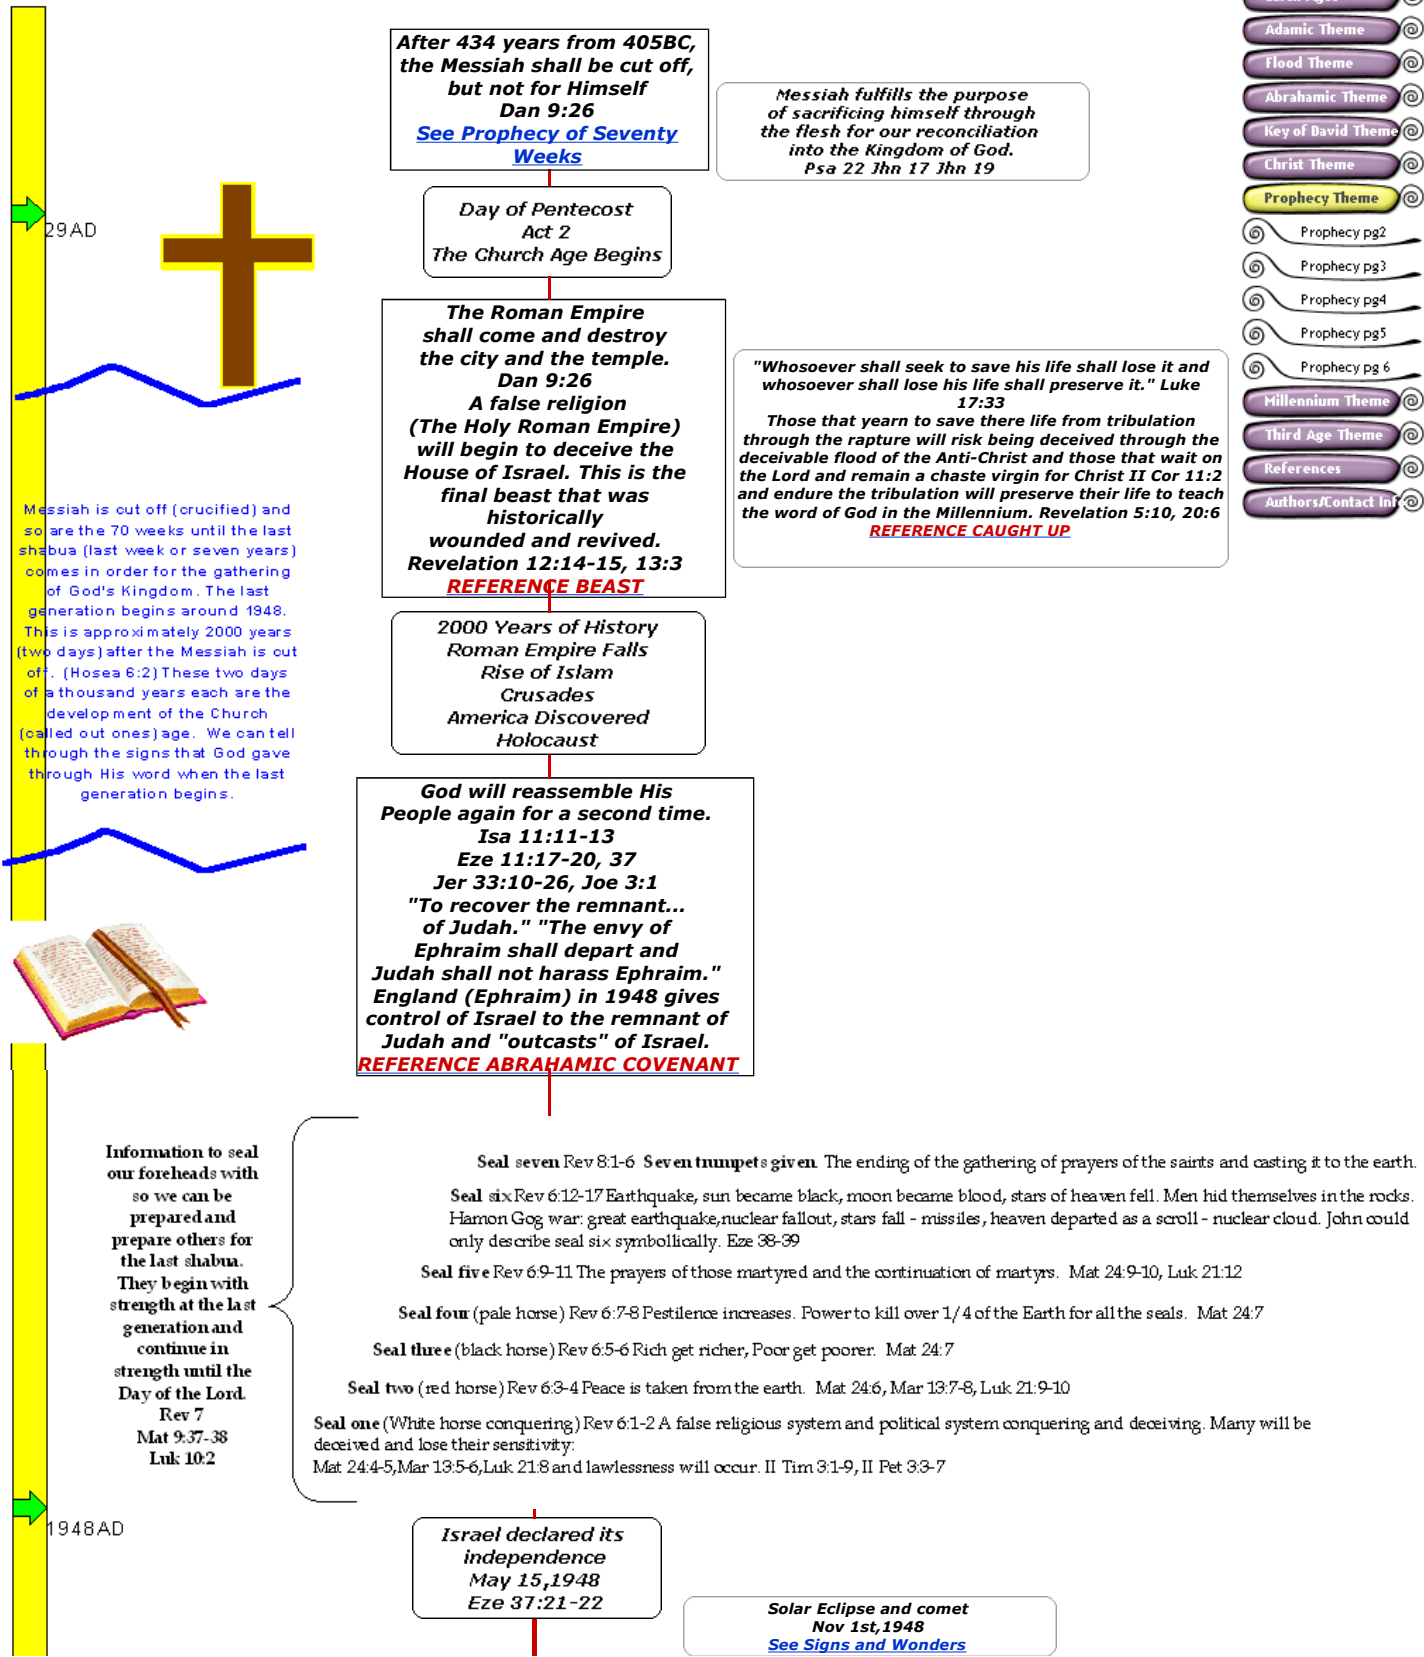 After 434 years from 405BC,
the Messiah shall be cut off,
but not for Himself
Dan 9:26
See Prophecy of Seventy
Weeks
Messiah fulfills the purpose
of sacrificing himself through
the flesh for our reconciliation
into the Kingdom of God.
Psa 22 Jhn 17 Jhn 19
29AD
Day of Pentecost
Act 2
The Church Age Begins
The Roman Empire
shall come and destroy
the city and the temple.
Dan 9:26
A false religion
(The Holy Roman Empire)
will begin to deceive the
House of Israel. This is the
final beast that was
historically
wounded and revived.
Revelation 12:14-15, 13:3
REFERENCE BEAST
"Whosoever shall seek to save his life shall lose it and
whosoever shall lose his life shall preserve it." Luke
17:33
Those that yearn to save there life from tribulation
through the rapture will risk being deceived through the
deceivable flood of the Anti-Christ and those that wait on
the Lord and remain a chaste virgin for Christ II Cor 11:2
and endure the tribulation will preserve their life to teach
the word of God in the Millennium. Revelation 5:10, 20:6
REFERENCE CAUGHT UP
Adamic Theme
Flood Theme
Abrahamic Theme
Key of David Theme
Christ Theme
Prophecy Theme
Prophecy pg2
Prophecy pg3
Prophecy pg4
Prophecy pg5
Prophecy pg 6
Millennium Theme
Third Age Theme
References
Authors/Contact Inf
Messiah is cut off (crucified) and
so are the 70 weeks until the last
shabua (last week or seven years)
comes in order for the gathering
of God's Kingdom. The last
generation begins around 1948.
This is approximately 2000 years
(two days) after the Messiah is cut
off. (Hosea 6:2) These two days
of a thousand years each are the
development of the Church
(called out ones) age. We can tell
through the signs that God gave
through His word when the last
generation begins.
2000 Years of History
Roman Empire Falls
Rise of Islam
Crusades
America Discovered
Holocaust
God will reassemble His
People again for a second time.
Isa 11:11-13
Eze 11:17-20, 37
Jer 33:10-26, Joe 3:1
"To recover the remnant...
of Judah." "The envy of
Ephraim shall depart and
Judah shall not harass Ephraim."
England (Ephraim) in 1948 gives
control of Israel to the remnant of
Judah and "outcasts" of Israel.
REFERENCE ABRAHAMIC COVENANT
Information to seal
our foreheads with
so we can be
prepared and
prepare others for
the last shabua.
They begin with
strength at the last
generation and
continue in
strength until the
Day of the Lord.
Rev 7
Mat 9:37-38
Luk 10:2
Seal seven Rev 8:1-6 Seven trumpets given. The ending of the gathering of prayers of the saints and casting it to the earth.
Seal six Rev 6:12-17 Earthquake, sun became black, moon became blood, stars of heaven fell. Men hid themselves in the rocks.
Hamon Gog war: great earthquake,nuclear fallout, stars fall - missiles, heaven departed as a scroll - nuclear cloud. John could
only describe seal six symbollically. Eze 38-39
Seal five Rev 6:9-11 The prayers of those martyred and the continuation of martyrs. Mat 24:9-10, Luk 21:12
Seal four (pale horse) Rev 6:7-8 Pestilence increases. Power to kill over 1/4 of the Earth for all the seals. Mat 24:7
Seal three (black horse) Rev 6:5-6 Rich get richer, Poor get poorer. Mat 24:7
Seal two (red horse) Rev 6:3-4 Peace is taken from the earth. Mat 24:6, Mar 13:7-8, Luk 21:9-10
Seal one (White horse conquering) Rev 6:1-2 A false religious system and political system conquering and deceiving. Many will be
deceived and lose their sensitivity:
Mat 24:4-5,Mar 13:5-6,Luk 21:8 and lawlessness will occur. II Tim 3:1-9, II Pet 3:3-7
1948AD
Israel declared its
independence
May 15,1948
Eze 37:21-22
Solar Eclipse and comet
Nov 1st,1948
See Signs and Wonders